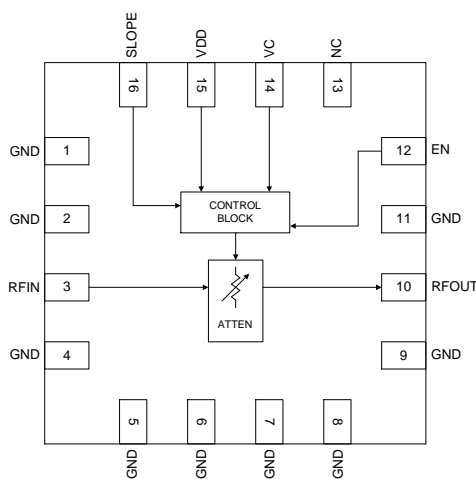 SLOPE
VDD
VC
NC
16
15
14
13
GND 1
12 EN
GND 2
CONTROL
BLOCK
11 GND
RFIN 3
ATTEN
10 RFOUT
GND 4
9 GND
5
6
7
8
GND
GND
GND
GND